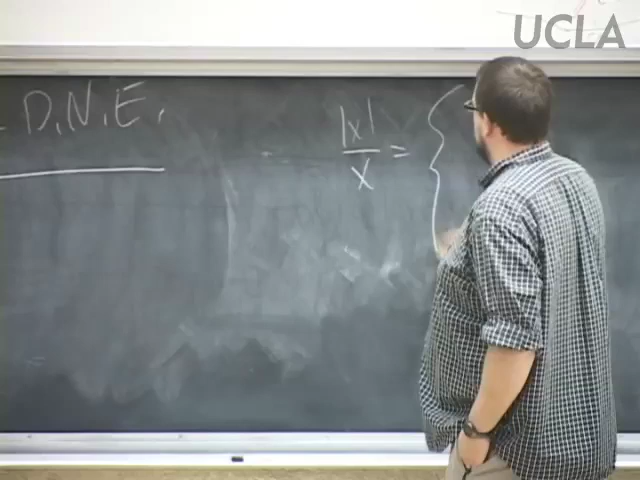 UCLA
D.N.E.
|x|/x = {